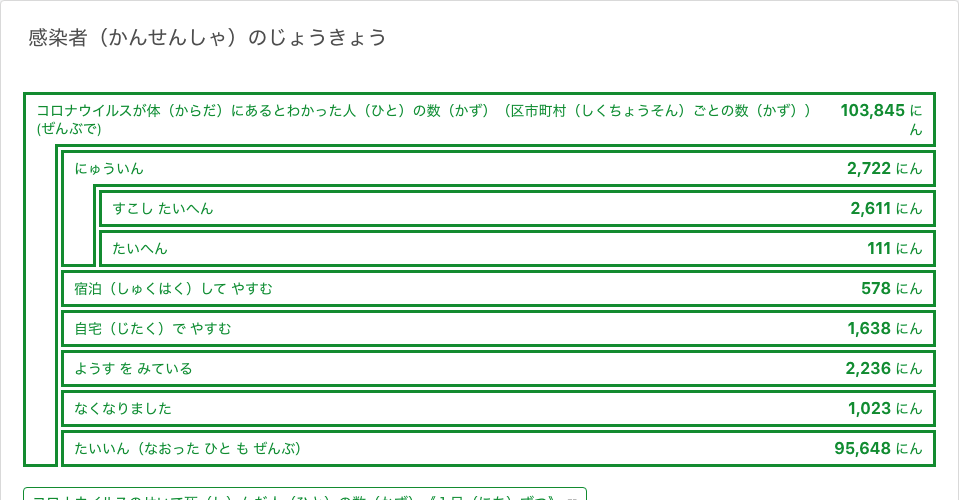 感染者（かんせんしゃ）のじょうきょう
コロナウイルスが体（からだ）にあるとわかった人（ひと）の数（かず）（区市町村（しくちょうそん）ごとの数（かず））
(ぜんぶで)
103,845 に
ん
にゅういん 2,722 にん
すこし たいへん 2,611 にん
たいへん 111 にん
宿泊（しゅくはく）して やすむ 578 にん
自宅（じたく）で やすむ 1,638 にん
ようす を みている 2,236 にん
なくなりました 1,023 にん
たいいん（なおった ひと も ぜんぶ） 95,648 にん